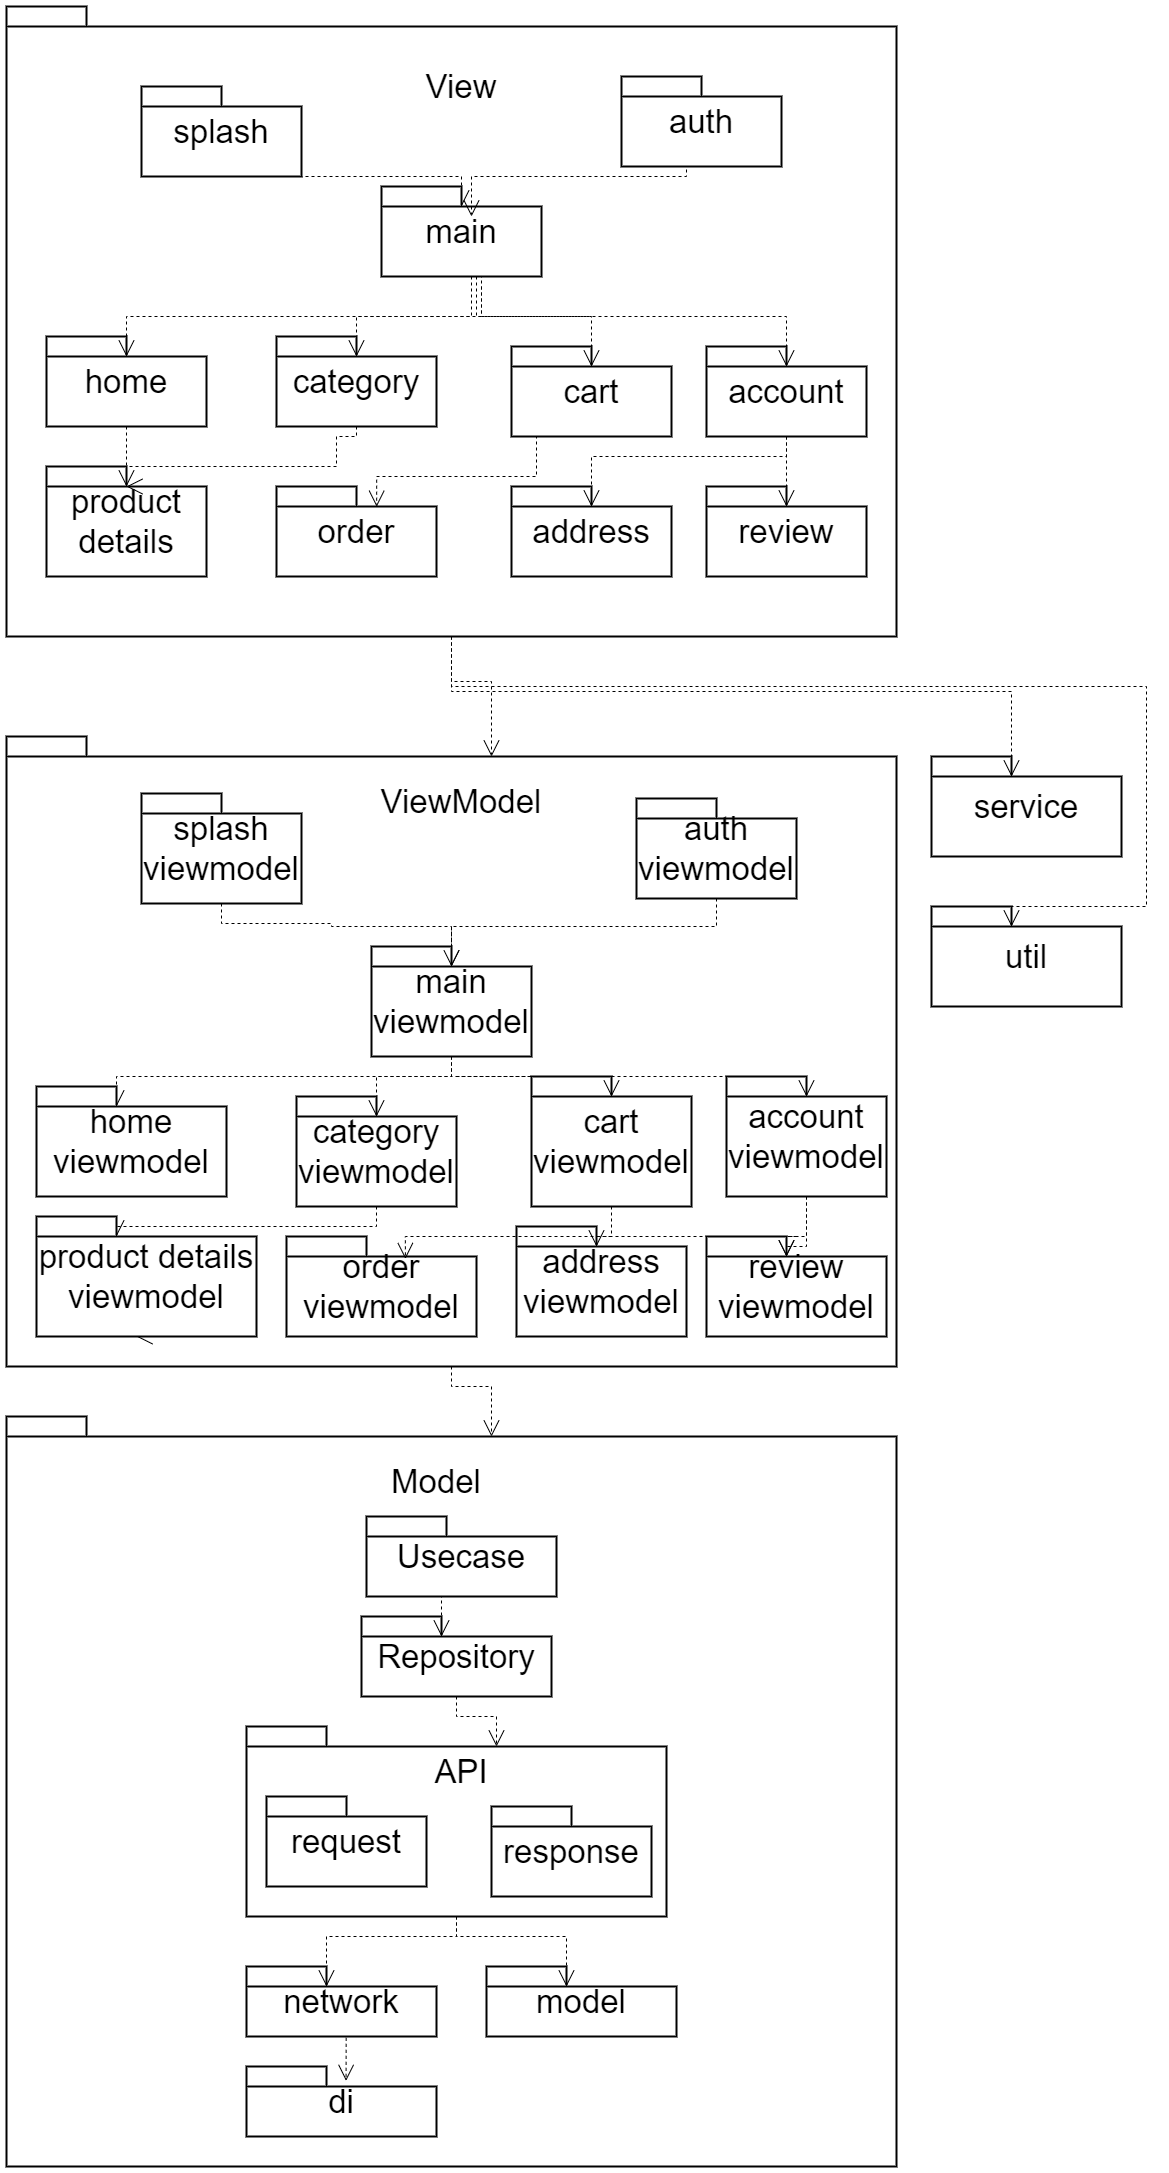 View
splash
auth
main
home
category
cart
account
product
details
order
address
review
ViewModel
splash
viewmodel
auth
viewmodel
service
util
main
viewmodel
home
viewmodel
category
viewmodel
cart
viewmodel
account
viewmodel
product details
viewmodel
order
viewmodel
address
viewmodel
review
viewmodel
Model
Usecase
Repository
API
request
response
network
model
di